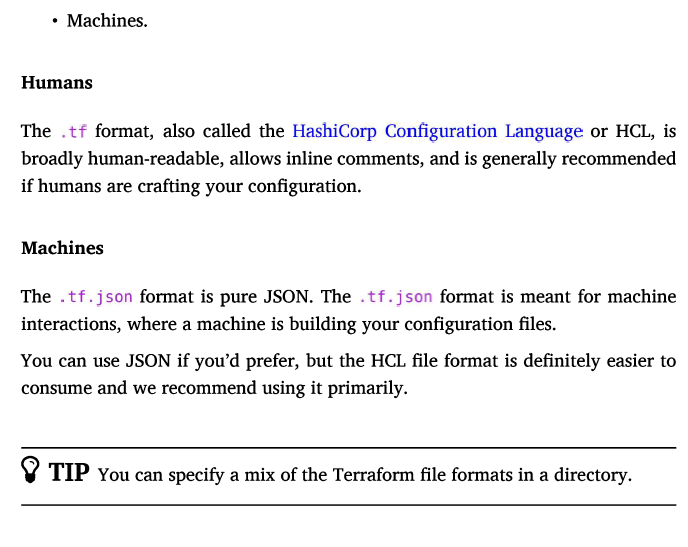 • Machines.
Humans
The .tf format, also called the HashiCorp Configuration Language or HCL, is
broadly human-readable, allows inline comments, and is generally recommended
if humans are crafting your configuration.
Machines
The .tf.json format is pure JSON. The .tf.json format is meant for machine
interactions, where a machine is building your configuration files.
You can use JSON if you’d prefer, but the HCL file format is definitely easier to
consume and we recommend using it primarily.
TIP You can specify a mix of the Terraform file formats in a directory.